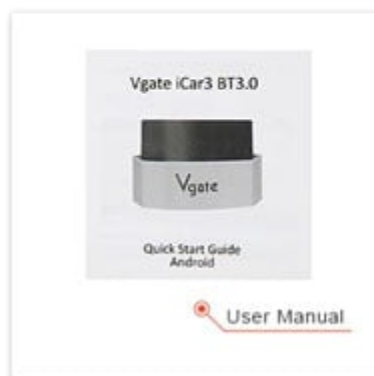 Vgate iCar3 BT3.0
Vgate
Quick Start Guide
Android
User Manual